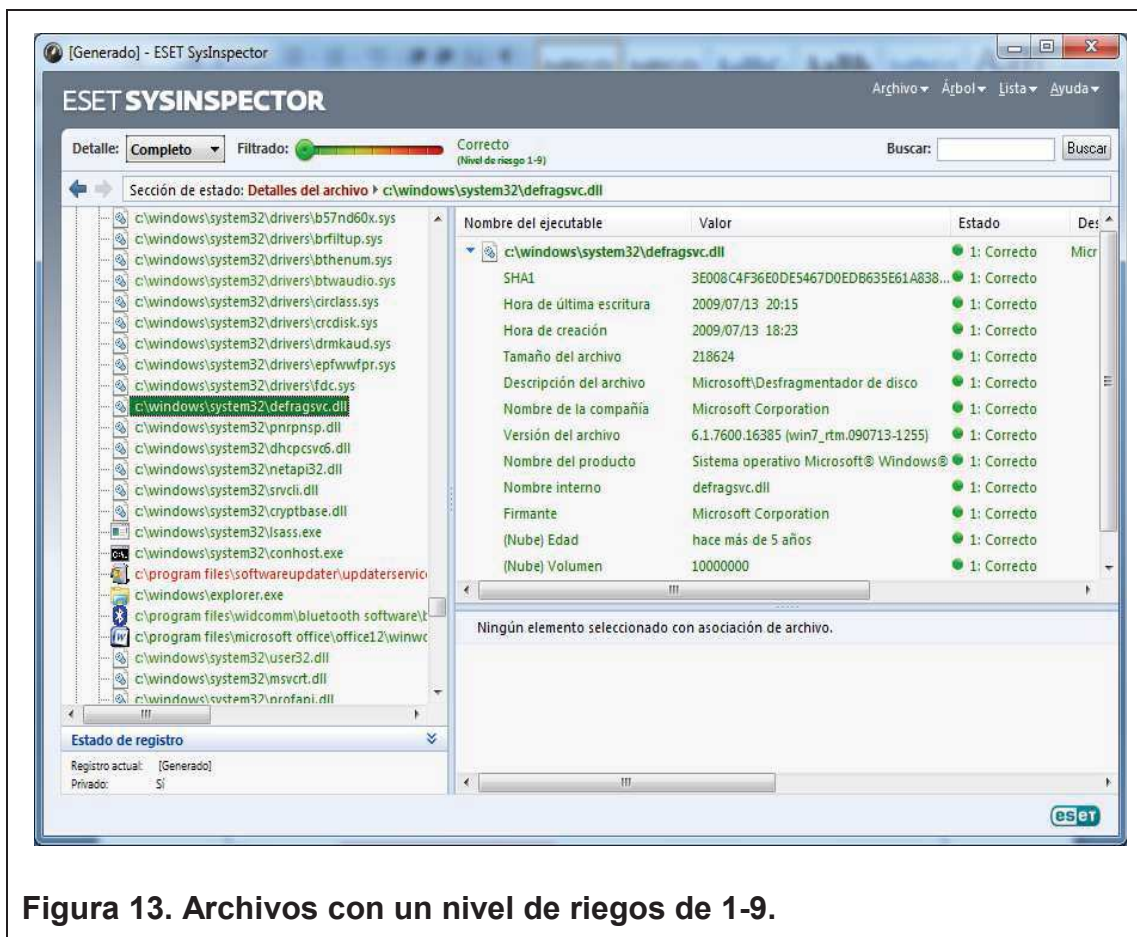 [Generado] - ESET SysInspector
ESET SYSINSPECTOR
Archivo Árbol Lista Ayuda
Detalle: Completo Filtrado: Correcto
(Nivel de riesgo 1-9)
Buscar: Buscar
Sección de estado: Detalles del archivo c:\windows\system32\defragsvc.dll
c:\windows\system32\drivers\b57nd60x.sys
c:\windows\system32\drivers\brfiltup.sys
c:\windows\system32\drivers\bthenum.sys
c:\windows\system32\drivers\btwaudio.sys
c:\windows\system32\drivers\circlass.sys
c:\windows\system32\drivers\crcdisk.sys
c:\windows\system32\drivers\drmkaud.sys
c:\windows\system32\drivers\epfwwfpr.sys
c:\windows\system32\drivers\fdc.sys
c:\windows\system32\defragsvc.dll
c:\windows\system32\pnrpnsp.dll
c:\windows\system32\dhcpcsvc6.dll
c:\windows\system32\netapi32.dll
c:\windows\system32\srvcli.dll
c:\windows\system32\cryptbase.dll
c:\windows\system32\lsass.exe
c:\windows\system32\conhost.exe
c:\program files\softwareupdater\updaterservic
c:\windows\explorer.exe
c:\program files\widcomm\bluetooth software\b
c:\program files\microsoft office\office12\winwo
c:\windows\system32\user32.dll
c:\windows\system32\msvcrt.dll
c:\windows\system32\profapi.dll
Estado de registro
Registro actual: [Generado]
Privado: Sí
Nombre del ejecutable Valor Estado Des
c:\windows\system32\defragsvc.dll 1: Correcto Micr
SHA1 3E008C4F36E0DE5467D0EDB635E61A838... 1: Correcto
Hora de última escritura 2009/07/13 20:15 1: Correcto
Hora de creación 2009/07/13 18:23 1: Correcto
Tamaño del archivo 218624 1: Correcto
Descripción del archivo Microsoft\Desfragmentador de disco 1: Correcto
Nombre de la compañía Microsoft Corporation 1: Correcto
Versión del archivo 6.1.7600.16385 (win7_rtm.090713-1255) 1: Correcto
Nombre del producto Sistema operativo Microsoft® Windows® 1: Correcto
Nombre interno defragsvc.dll 1: Correcto
Firmante Microsoft Corporation 1: Correcto
(Nube) Edad hace más de 5 años 1: Correcto
(Nube) Volumen 10000000 1: Correcto
Ningún elemento seleccionado con asociación de archivo.
eseT
Figura 13. Archivos con un nivel de riegos de 1-9.